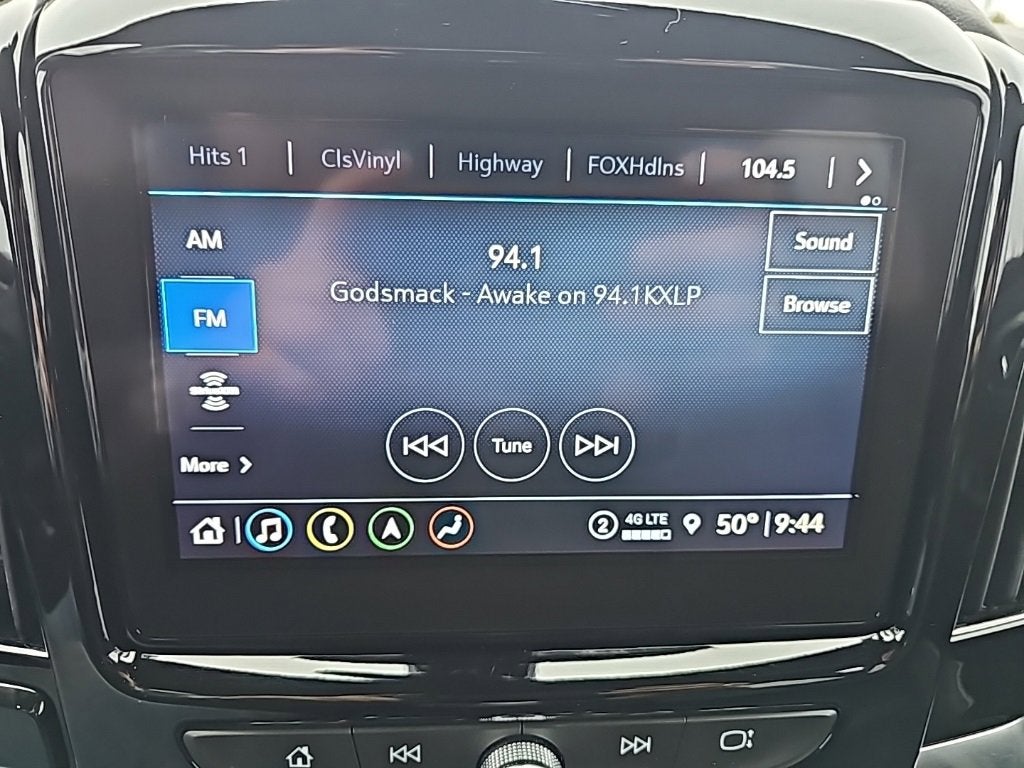 Hits 1 | ClsVinyl | Highway | FOXHdlns | 104.5 |
AM
94.1
Sound
Godsmack - Awake on 94.1KXLP
FM
Browse
Tune
More
2 4G LTE 50° | 9:44